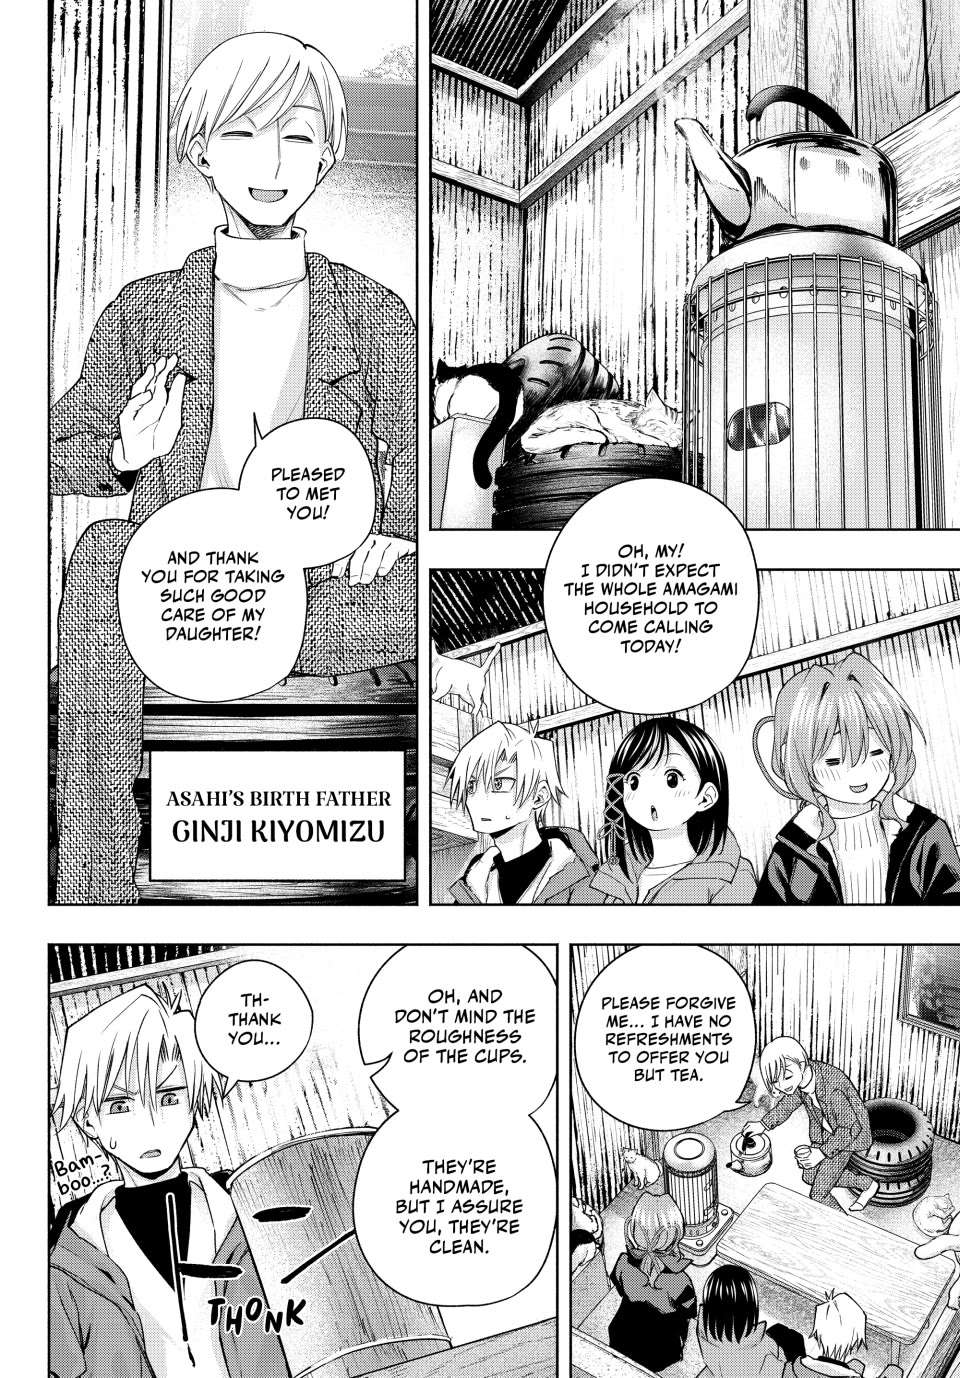 OH, MY!
I DIDN'T EXPECT
THE WHOLE AMAGAMI
HOUSEHOLD TO
COME CALLING
TODAY!
PLEASED
TO MET
YOU!
AND THANK
YOU FOR TAKING
SUCH GOOD
CARE OF MY
DAUGHTER!
ASAHI'S BIRTH FATHER
GINJI KIYOMIZU
PLEASE FORGIVE
ME... I HAVE NO
REFRESHMENTS
TO OFFER YOU
BUT TEA.
OH, AND
DON'T MIND THE
ROUGHNESS
OF THE CUPS.
THEY'RE
HANDMADE,
BUT I ASSURE
YOU, THEY'RE
CLEAN.
TH-
THANK
YOU...
Bam-
boo...?
ドン
THONK